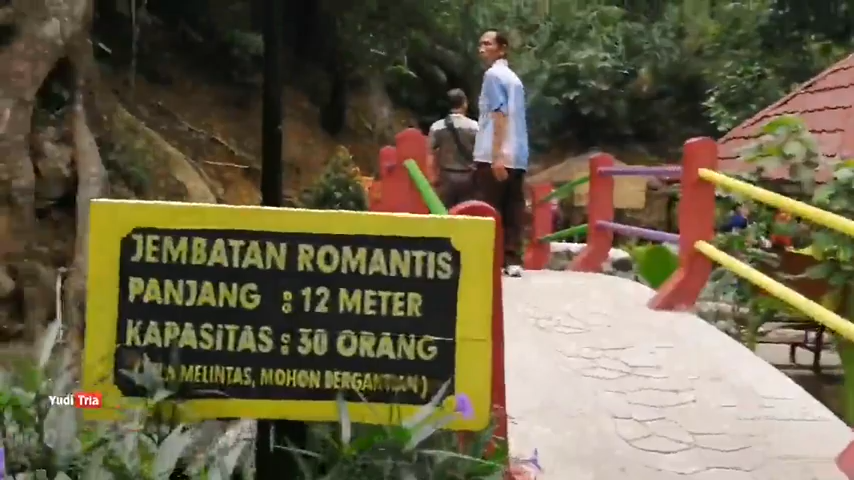 JEMBATAN ROMANTIS
PANJANG : 12 METER
KAPASITAS : 30 ORANG
MELINTAS, MOHON BERGANTIAN )
Yudi Tria